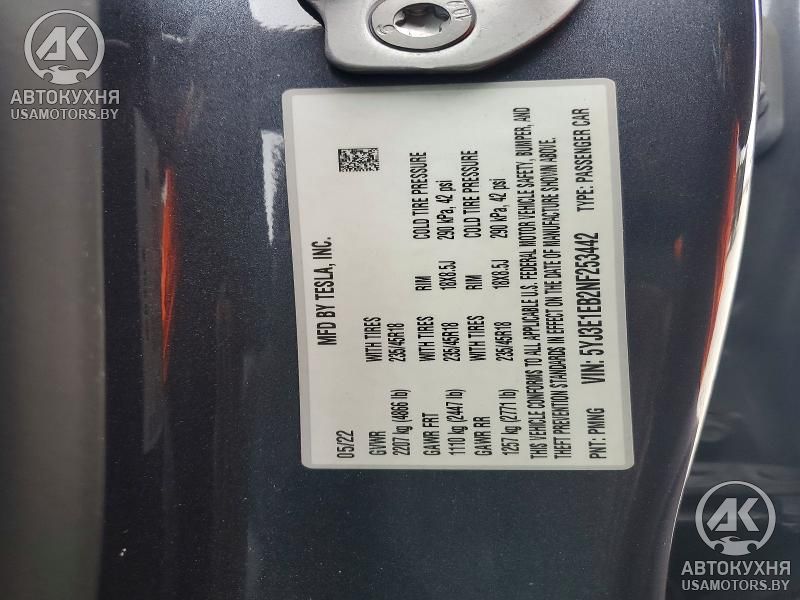 AK
АВТОКУХНЯ
USAMOTORS.BY
05/22 MFD BY TESLA, INC.
GVWR WITH TIRES RIM COLD TIRE PRESSURE
2207 kg (4866 lb) 235/45R18 18X8.5J 290 kPa, 42 psi
GAWR FRT WITH TIRES RIM COLD TIRE PRESSURE
1110 kg (2447 lb) 235/45R18 18X8.5J 290 kPa, 42 psi
GAWR RR WITH TIRES
1257 kg (2771 lb) 235/45R18
THIS VEHICLE CONFORMS TO ALL APPLICABLE U.S. FEDERAL MOTOR VEHICLE SAFETY, BUMPER, AND
THEFT PREVENTION STANDARDS IN EFFECT ON THE DATE OF MANUFACTURE SHOWN ABOVE.
PNT: PMNG VIN: 5YJ3E1EB2NF253442 TYPE: PASSENGER CAR
AK
АВТОКУХНЯ
USAMOTORS.BY